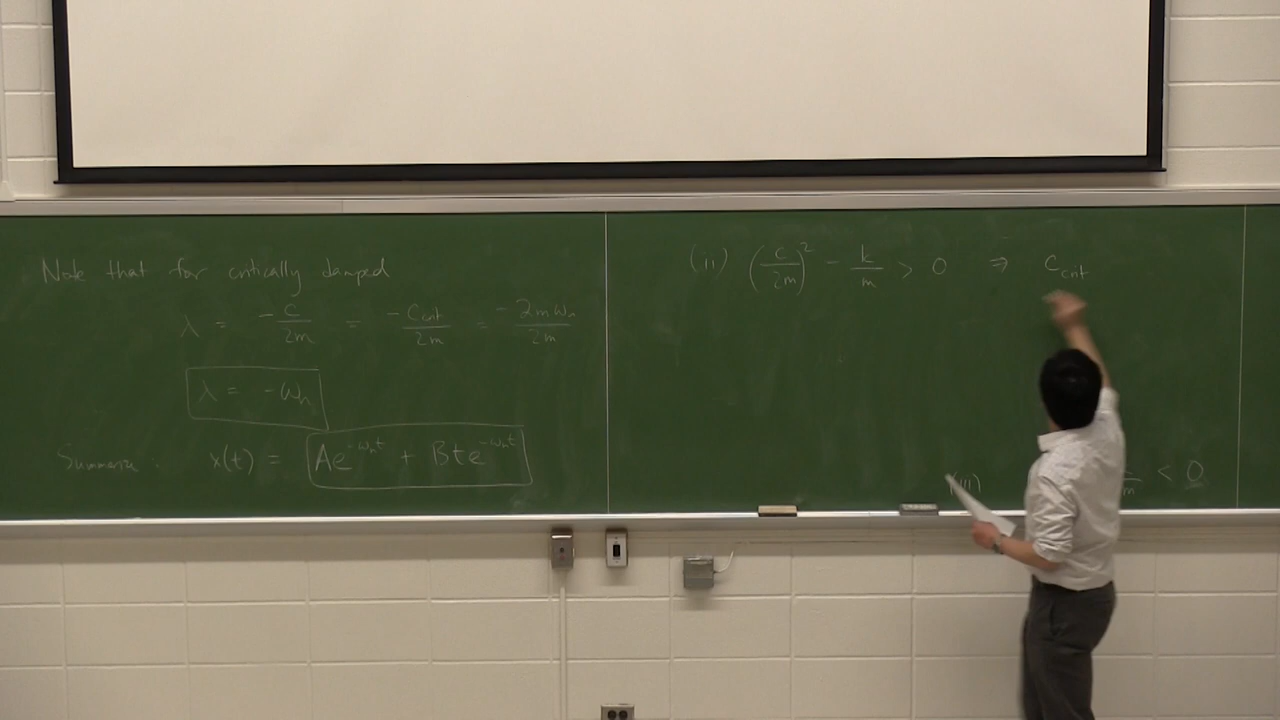 Note that for critically damped
λ = -c/2m = -c_crit/2m = -2mω_n/2m
λ = -ω_n
x(t) = Ae^{-ω_n t} + Bte^{-ω_n t}
(ii) (c/2m)² - k/m > 0 ⇒ c_crit
(iii) m < 0